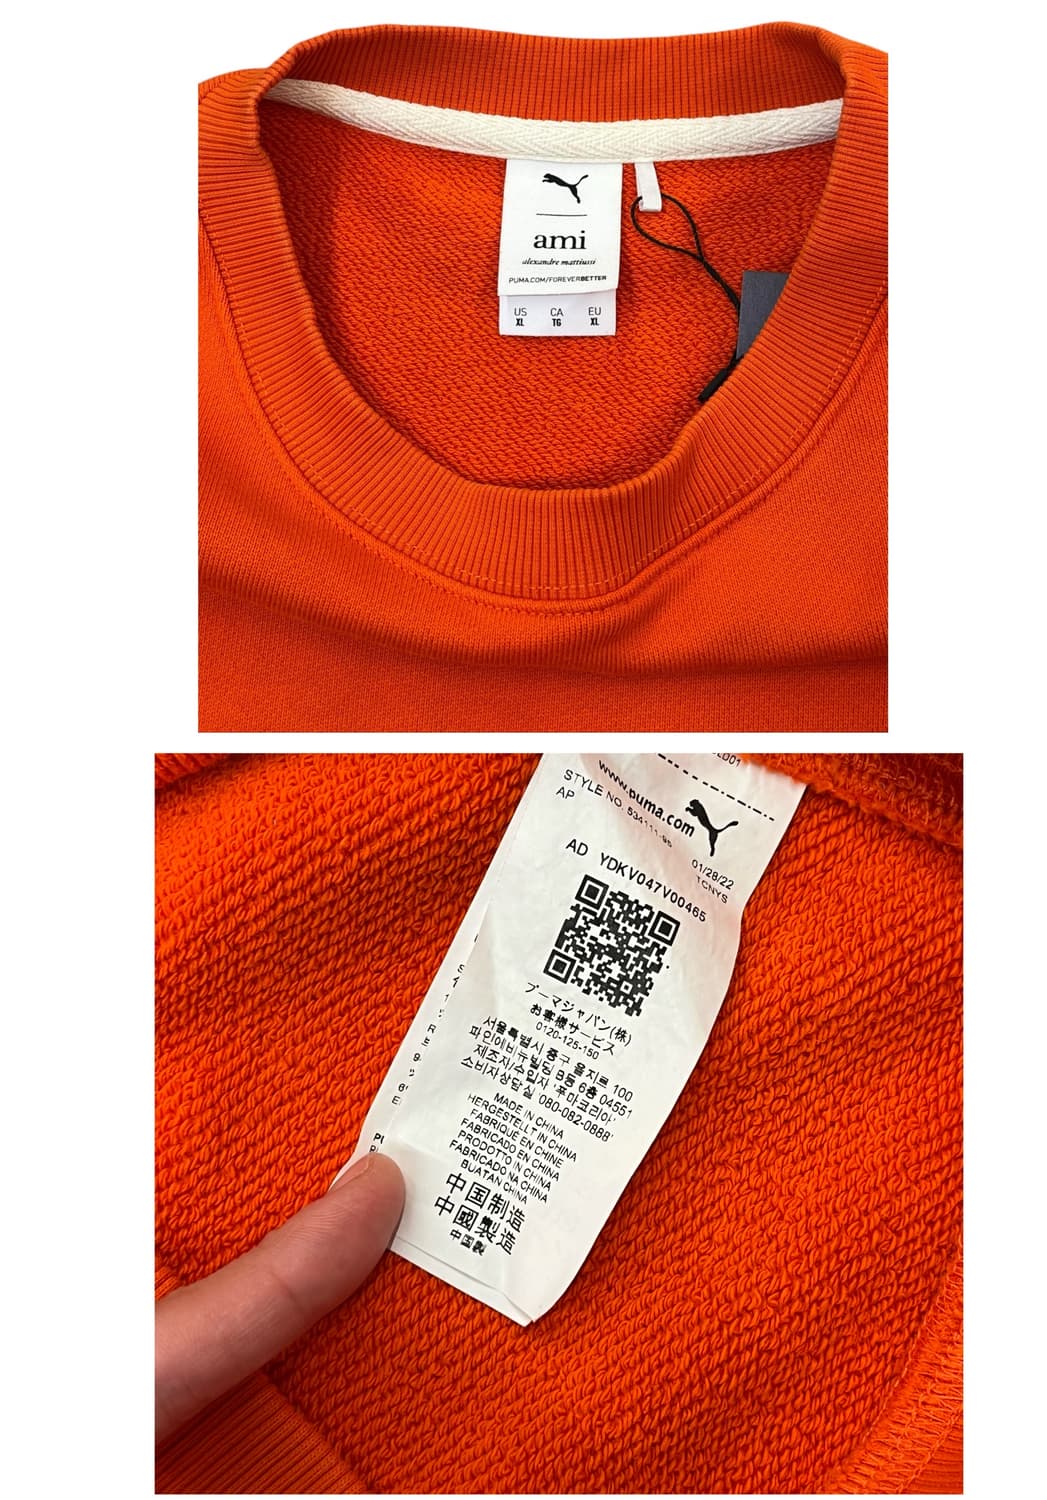 ami
alexandre mattiussi
PUMA.COM/FOREVERBETTER
US CA EU
XL TG XL
www.puma.com
STYLE NO. 534111-95
AP
01/28/22
TCNYS
AD YDKV047V00465
プーマジャパン(株)
お客様サービス
0120-125-150
서울특별시 중구 을지로 100
파인에비뉴빌딩 B동 6층 04551
제조자/수입자 '푸마코리아'
소비자상담실 '080-082-0888'
MADE IN CHINA
HERGESTELLT IN CHINA
FABRIQUÉ EN CHINE
FABRICADO EN CHINA
PRODOTTO IN CHINA
FABRICADO NA CHINA
BUATAN CHINA
中国制造
中國製造
中国製